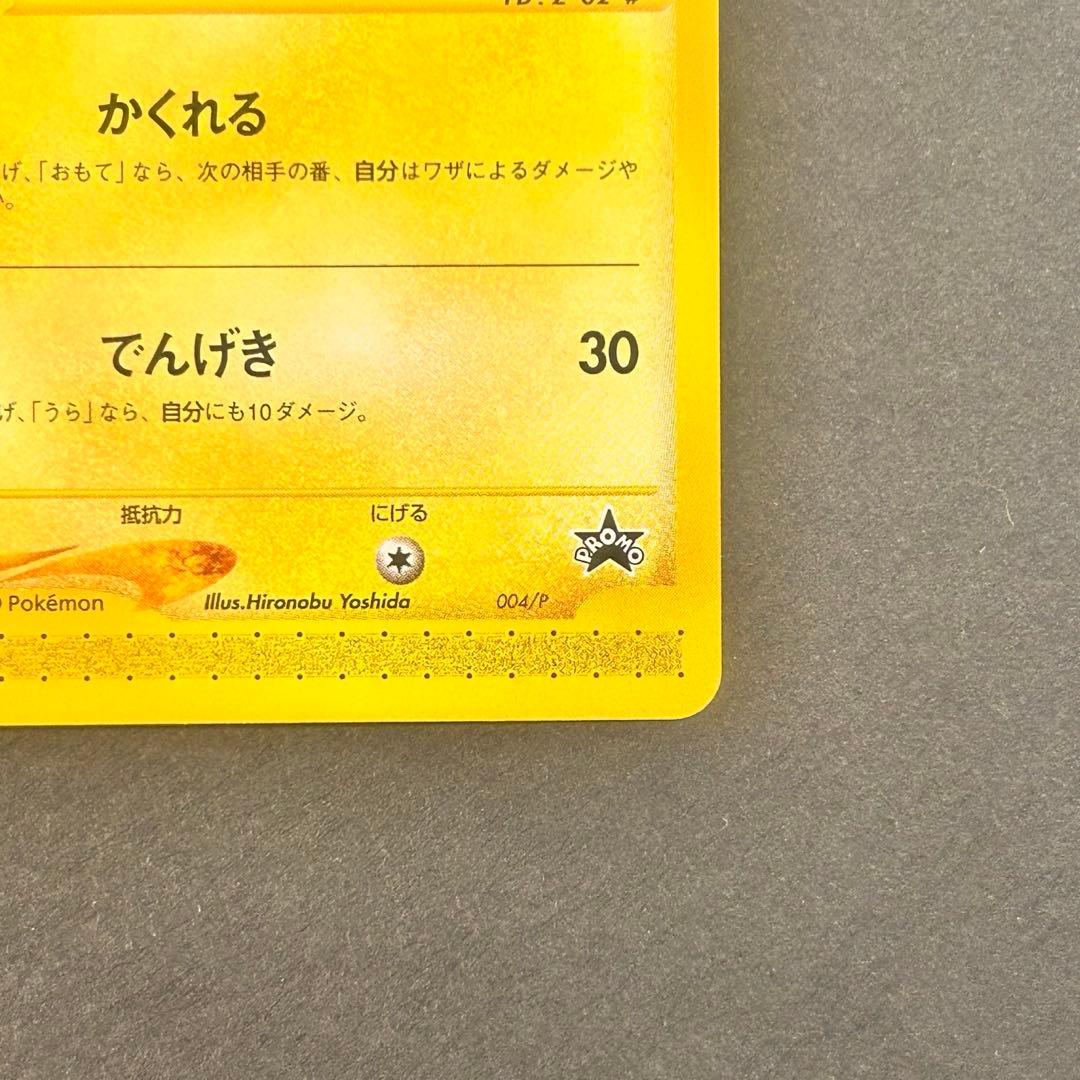 かくれる
げ、「おもて」なら、次の相手の番、自分はワザによるダメージや
い。
でんげき 30
げ、「うら」なら、自分にも10ダメージ。
抵抗力 にげる
PROMO
Pokémon Illus.Hironobu Yoshida 004/P